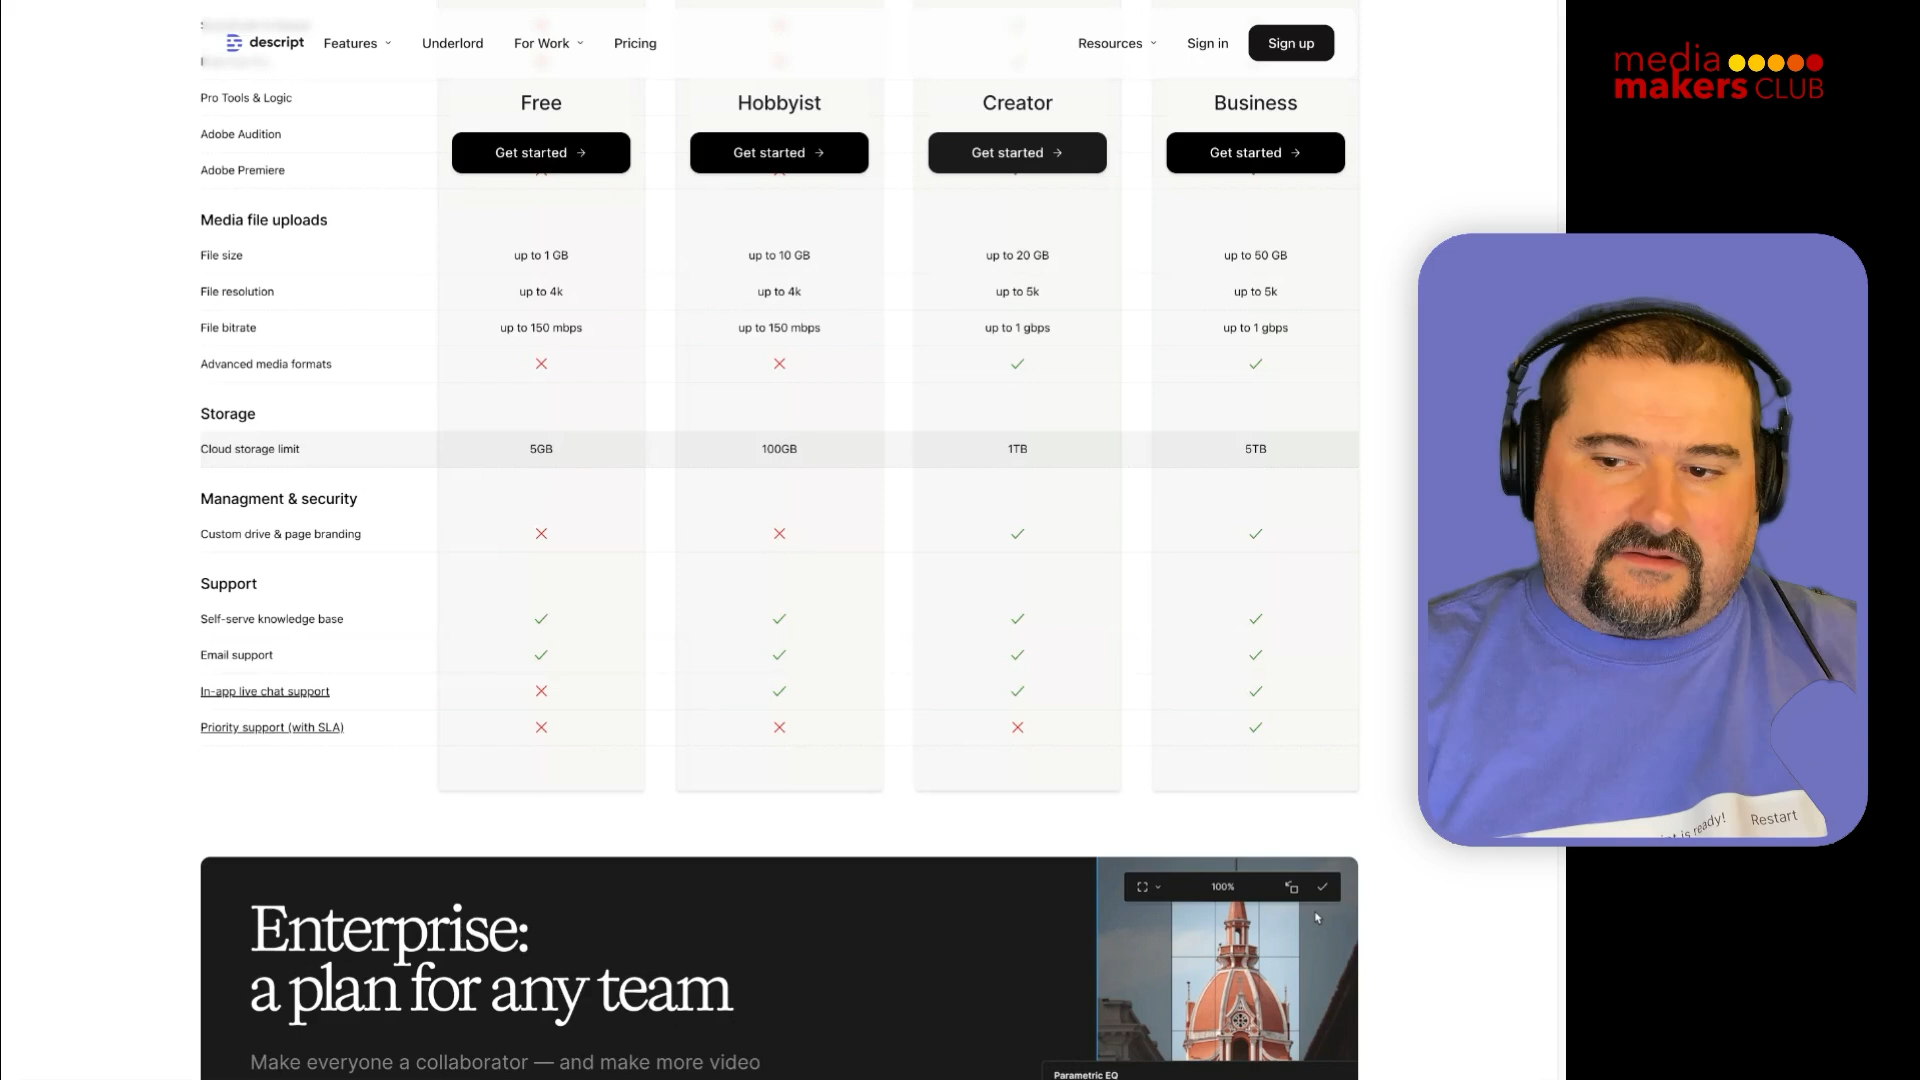 descript Features Underlord For Work Pricing Resources Sign in Sign up
media
makers CLUB
Pro Tools & Logic Free Hobbyist Creator Business
Adobe Audition
Get started → Get started → Get started → Get started →
Adobe Premiere
Media file uploads
File size up to 1 GB up to 10 GB up to 20 GB up to 50 GB
File resolution up to 4k up to 4k up to 5k up to 5k
File bitrate up to 150 mbps up to 150 mbps up to 1 gbps up to 1 gbps
Advanced media formats
Storage
Cloud storage limit 5GB 100GB 1TB 5TB
Managment & security
Custom drive & page branding
Support
Self-serve knowledge base
Email support
In-app live chat support
Priority support (with SLA)
is ready! Restart
100%
Enterprise:
a plan for any team
Make everyone a collaborator — and make more video
Parametric EQ